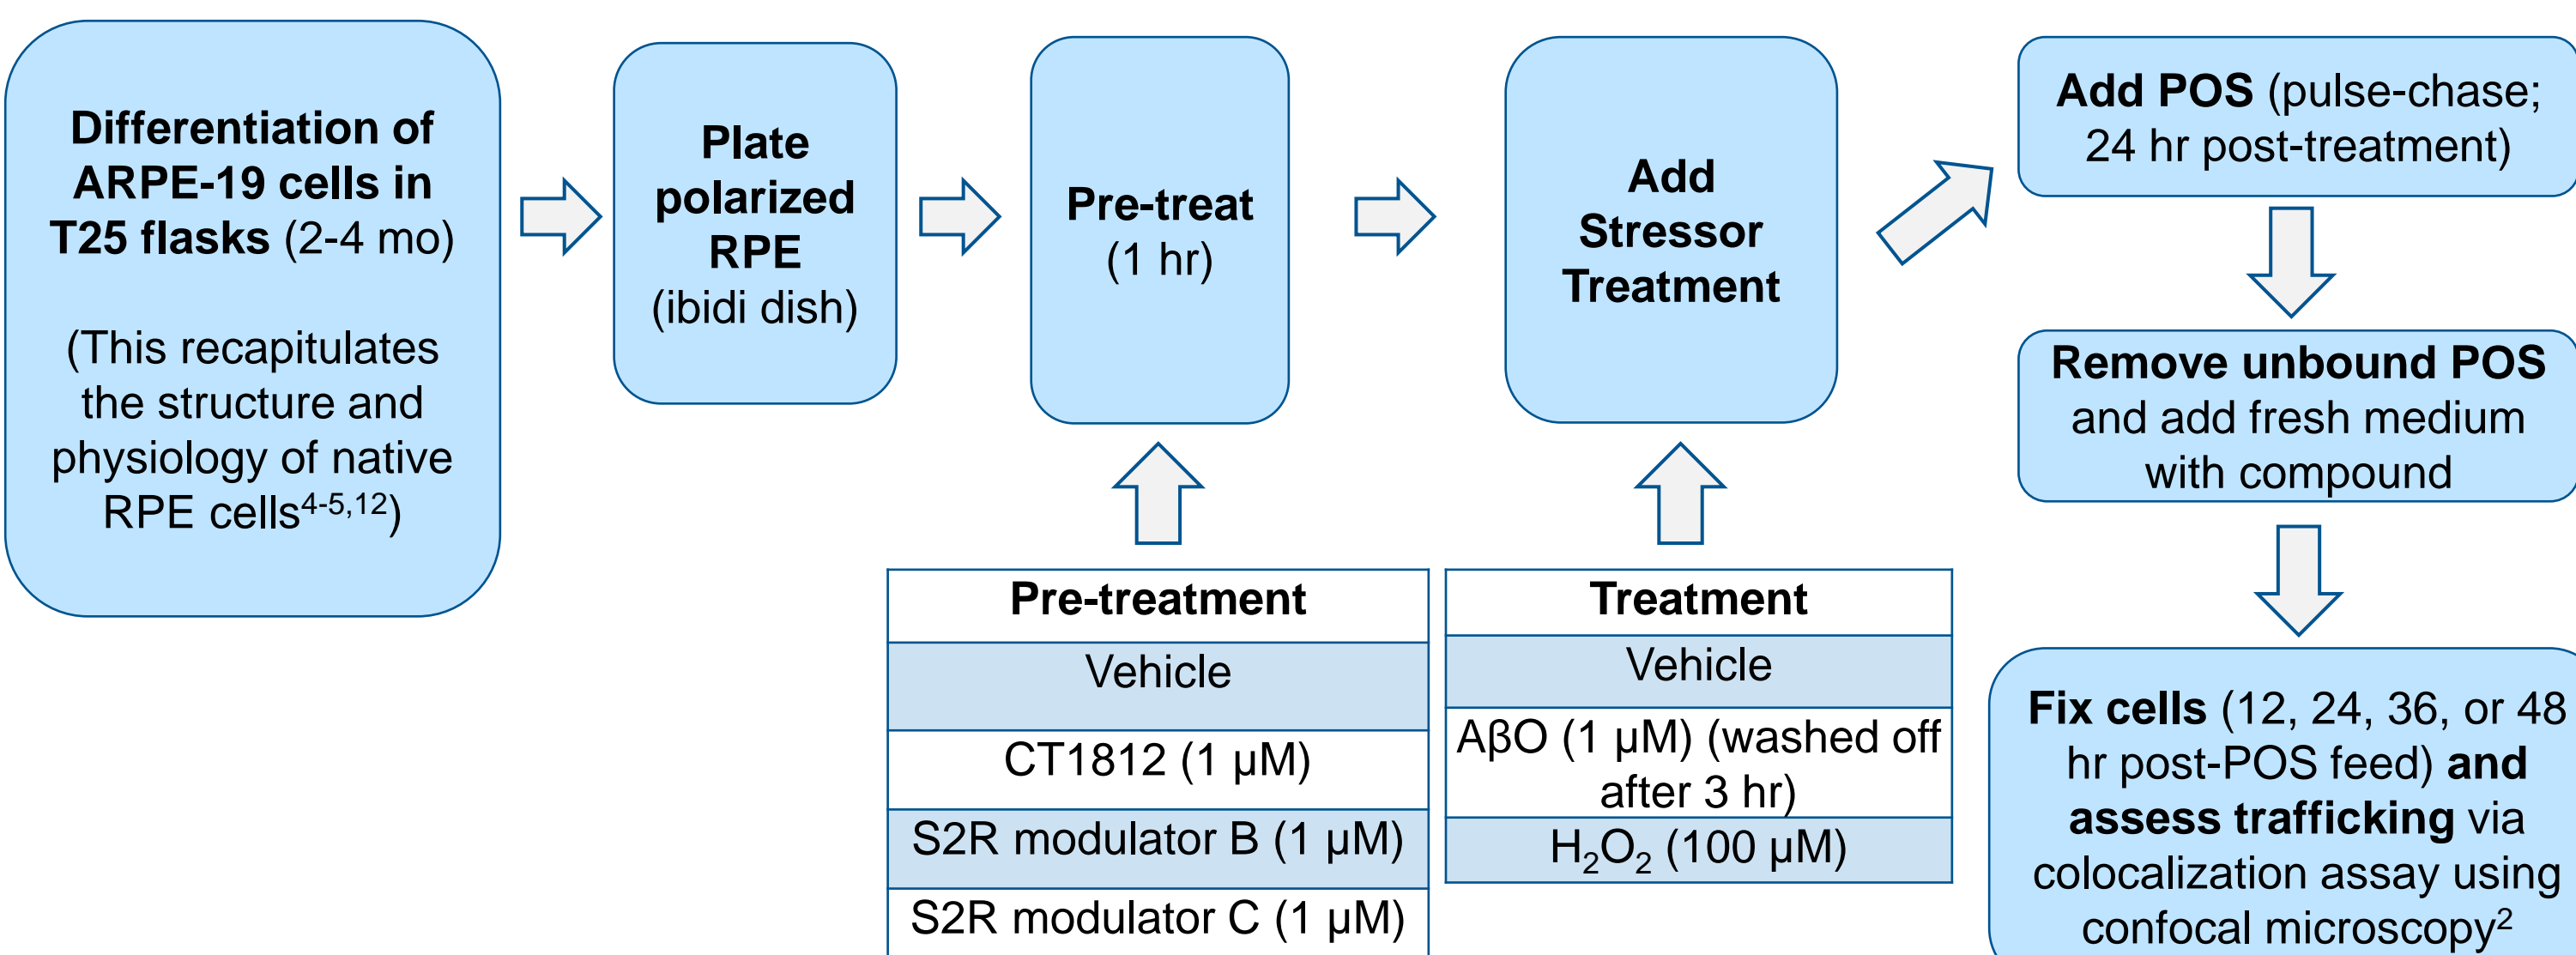 Differentiation of
ARPE-19 cells in
T25 flasks (2-4 mo)
(This recapitulates
the structure and
physiology of native
RPE cells⁴⁻⁵,¹²)
Plate
polarized
RPE
(ibidi dish)
Pre-treat
(1 hr)
Add
Stressor
Treatment
Add POS (pulse-chase;
24 hr post-treatment)
Remove unbound POS
and add fresh medium
with compound
Fix cells (12, 24, 36, or 48
hr post-POS feed) and
assess trafficking via
colocalization assay using
confocal microscopy²
Pre-treatment
Vehicle
CT1812 (1 µM)
S2R modulator B (1 µM)
S2R modulator C (1 µM)
Treatment
Vehicle
AβO (1 µM) (washed off
after 3 hr)
H₂O₂ (100 µM)